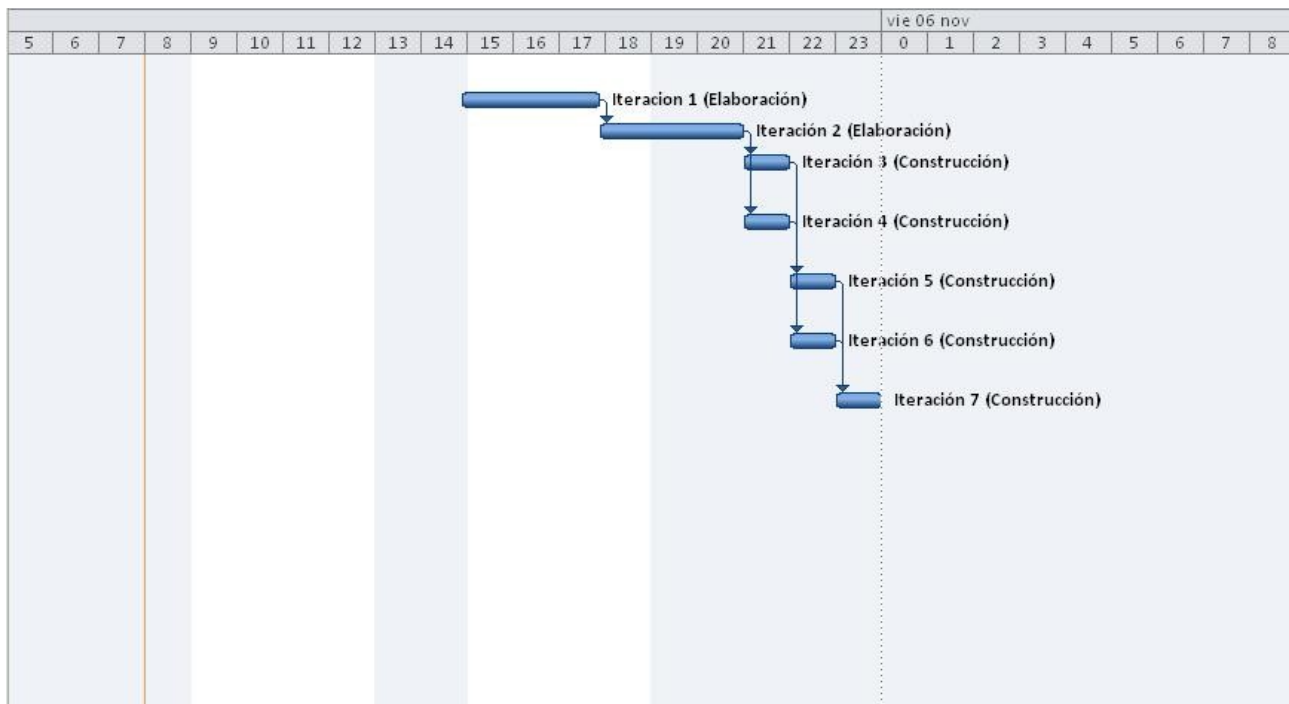 vie 06 nov
5 6 7 8 9 10 11 12 13 14 15 16 17 18 19 20 21 22 23 0 1 2 3 4 5 6 7 8
Iteracion 1 (Elaboración)
Iteración 2 (Elaboración)
Iteración 3 (Construcción)
Iteración 4 (Construcción)
Iteración 5 (Construcción)
Iteración 6 (Construcción)
Iteración 7 (Construcción)